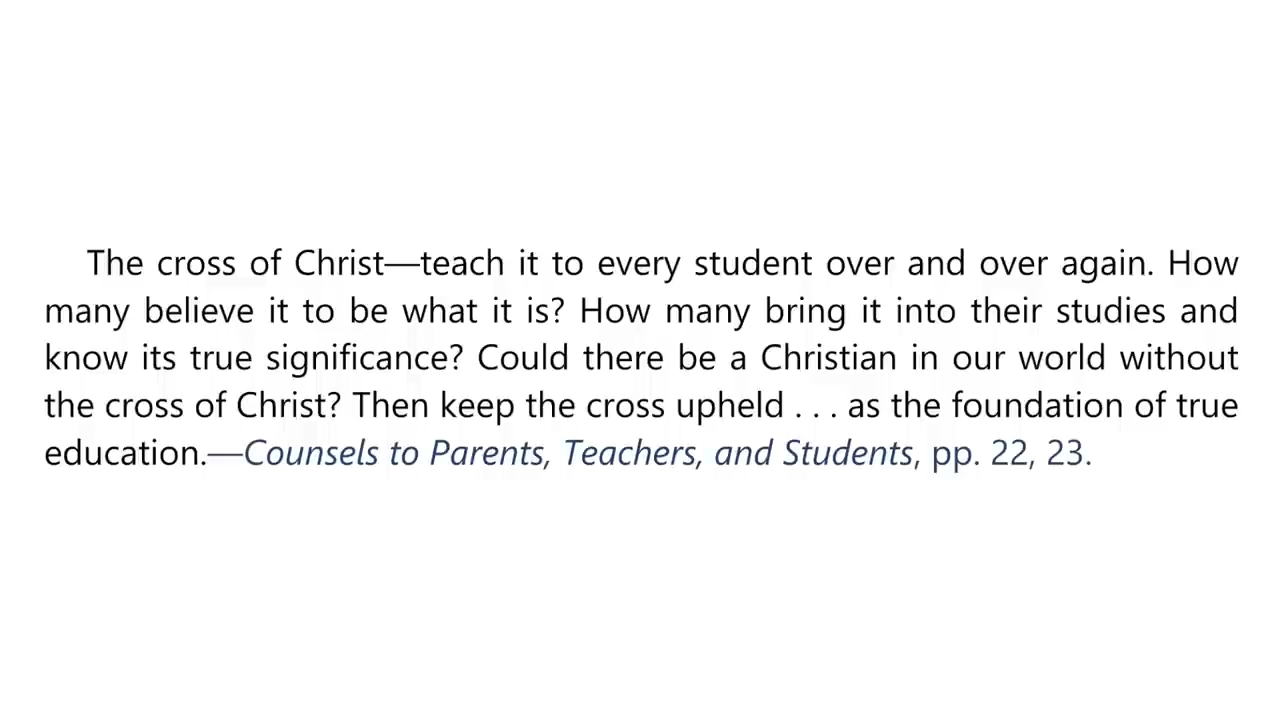 The cross of Christ—teach it to every student over and over again. How
many believe it to be what it is? How many bring it into their studies and
know its true significance? Could there be a Christian in our world without
the cross of Christ? Then keep the cross upheld . . . as the foundation of true
education.—Counsels to Parents, Teachers, and Students, pp. 22, 23.